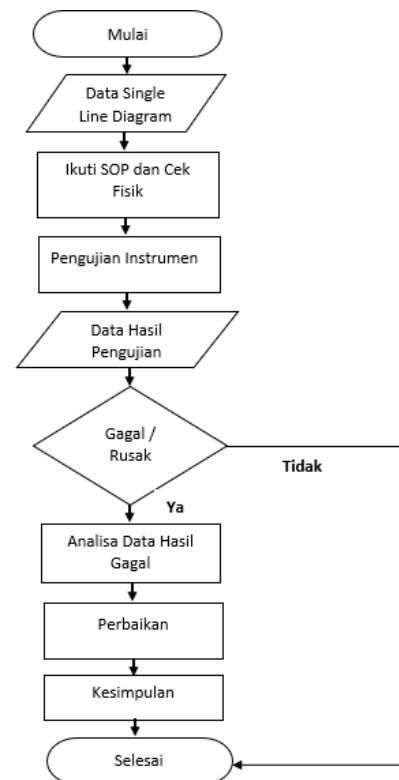 Mulai
Data Single
Line Diagram
Ikuti SOP dan Cek
Fisik
Pengujian Instrumen
Data Hasil
Pengujian
Gagal /
Rusak
Tidak
Ya
Analisa Data Hasil
Gagal
Perbaikan
Kesimpulan
Selesai